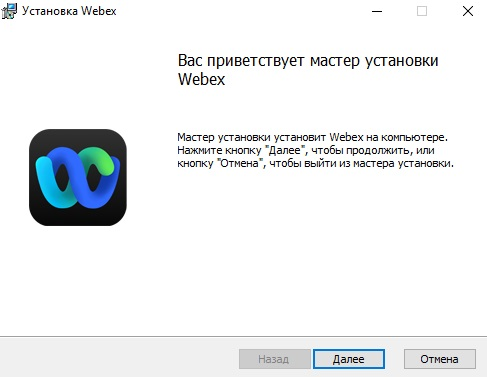 Установка Webex
Вас приветствует мастер установки
Webex
Мастер установки установит Webex на компьютере.
Нажмите кнопку "Далее", чтобы продолжить, или
кнопку "Отмена", чтобы выйти из мастера установки.
Назад
Далее
Отмена